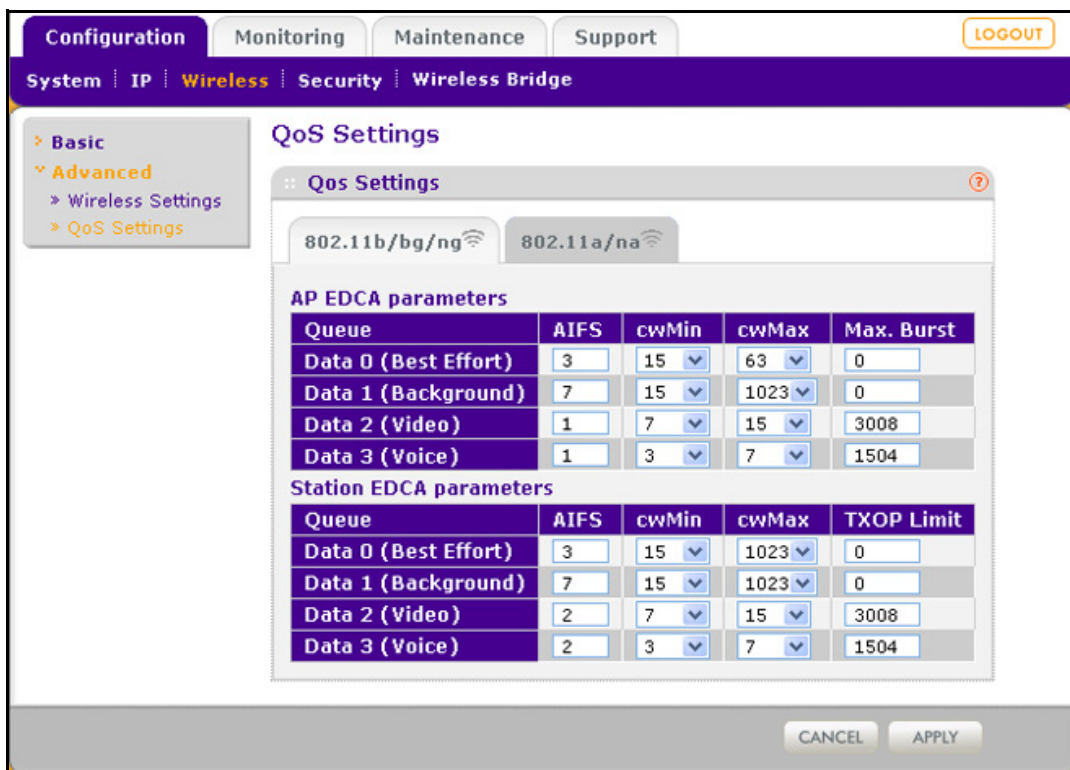 Configuration Monitoring Maintenance Support LOGOUT
System IP Wireless Security Wireless Bridge
Basic
Advanced
» Wireless Settings
» QoS Settings
QoS Settings
Qos Settings ?
802.11b/bg/ng 802.11a/na
AP EDCA parameters
Queue AIFS cwMin cwMax Max. Burst
Data 0 (Best Effort) 3 15 63 0
Data 1 (Background) 7 15 1023 0
Data 2 (Video) 1 7 15 3008
Data 3 (Voice) 1 3 7 1504
Station EDCA parameters
Queue AIFS cwMin cwMax TXOP Limit
Data 0 (Best Effort) 3 15 1023 0
Data 1 (Background) 7 15 1023 0
Data 2 (Video) 2 7 15 3008
Data 3 (Voice) 2 3 7 1504
CANCEL APPLY